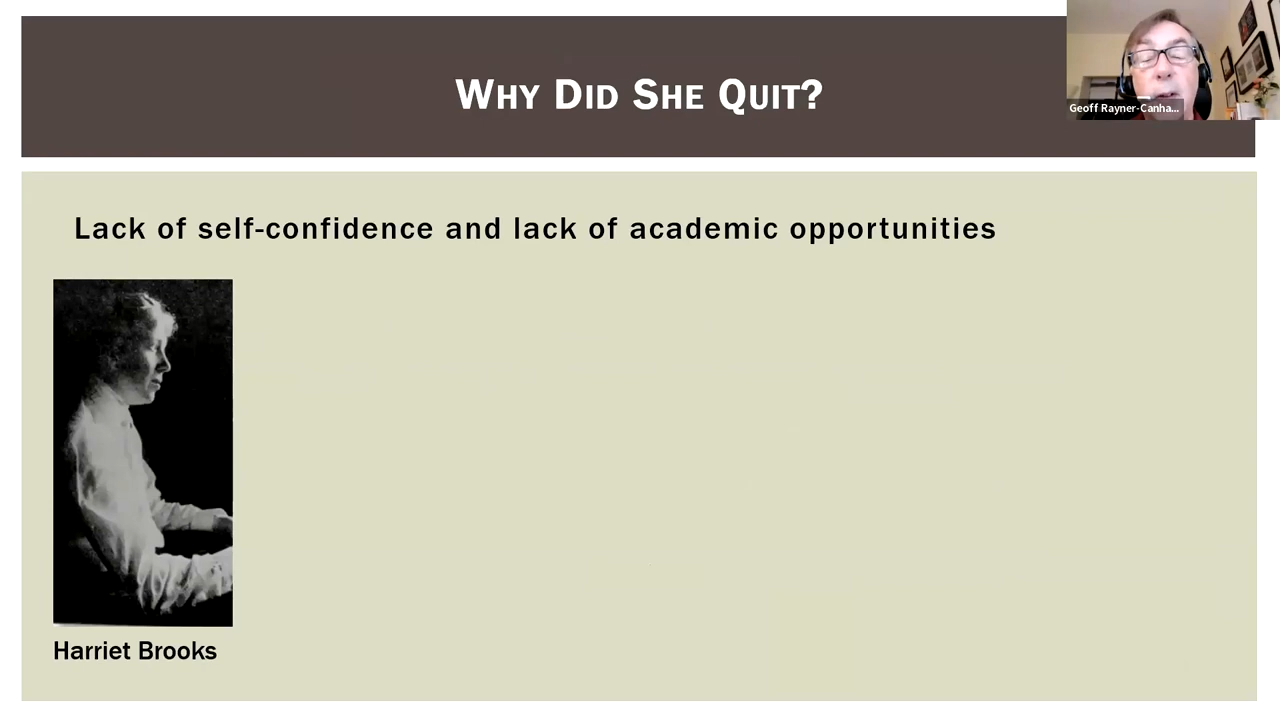 Why Did She Quit?
Geoff Rayner-Canha...
Lack of self-confidence and lack of academic opportunities
Harriet Brooks